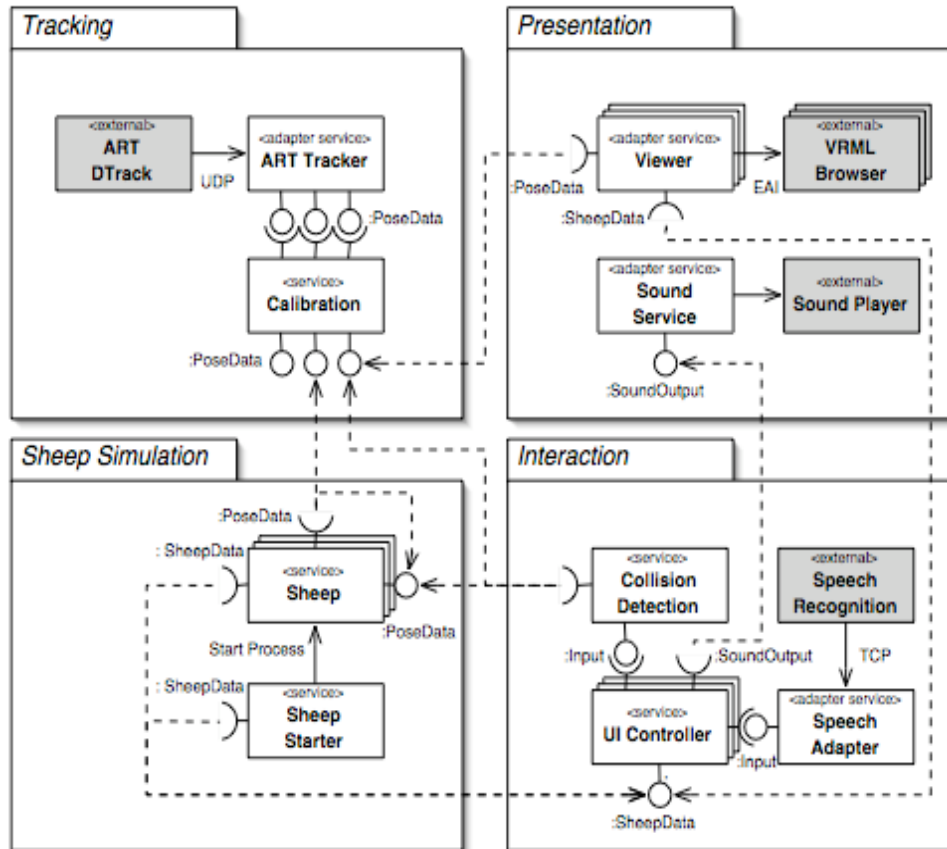 Tracking
<external>
ART
DTrack
UDP
<adapter service>
ART Tracker
:PoseData
<service>
Calibration
:PoseData
Presentation
:PoseData
<adapter service>
Viewer
EAI
<external>
VRML
Browser
:SheepData
<adapter service>
Sound
Service
<external>
Sound Player
:SoundOutput
Sheep Simulation
:PoseData
: SheepData
<service>
Sheep
:PoseData
Start Process
: SheepData
<service>
Sheep
Starter
Interaction
<service>
Collision
Detection
<external>
Speech
Recognition
:Input
:SoundOutput
TCP
<service>
UI Controller
:Input
<adapter service>
Speech
Adapter
:SheepData